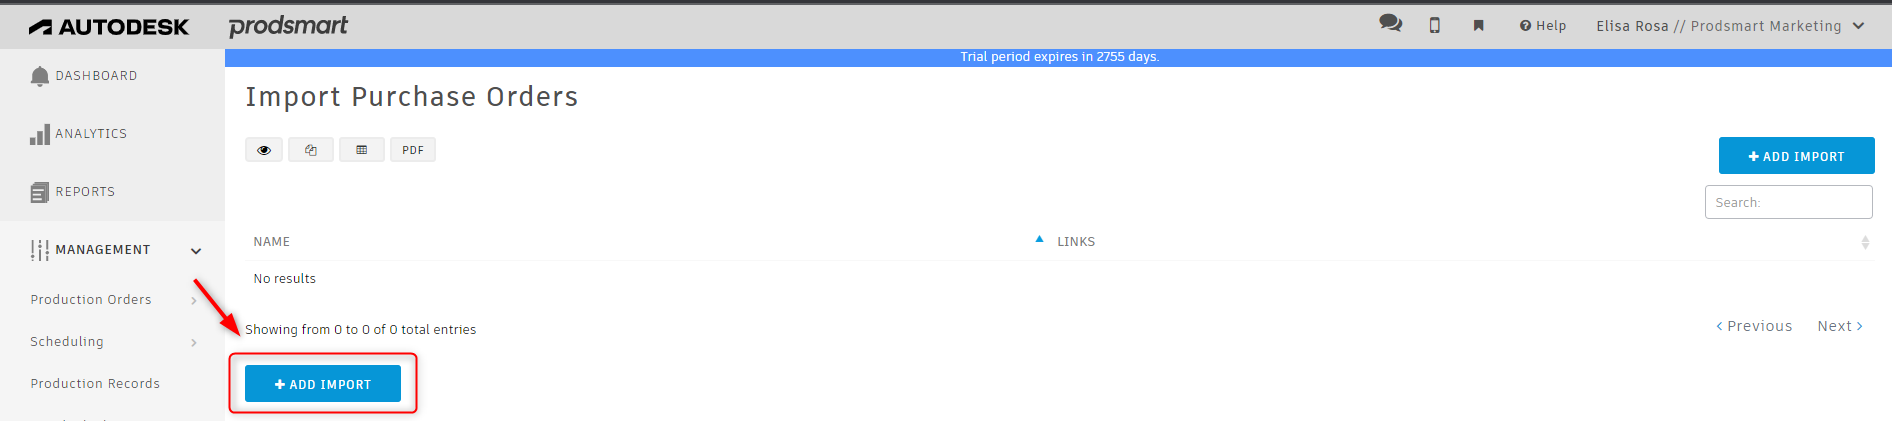 AUTODESK prodsmart Help Elisa Rosa // Prodsmart Marketing
Trial period expires in 2755 days.
DASHBOARD
ANALYTICS
REPORTS
MANAGEMENT
Production Orders
Scheduling
Production Records
Import Purchase Orders
PDF
+ ADD IMPORT
Search:
NAME LINKS
No results
Showing from 0 to 0 of 0 total entries
< Previous Next >
+ ADD IMPORT